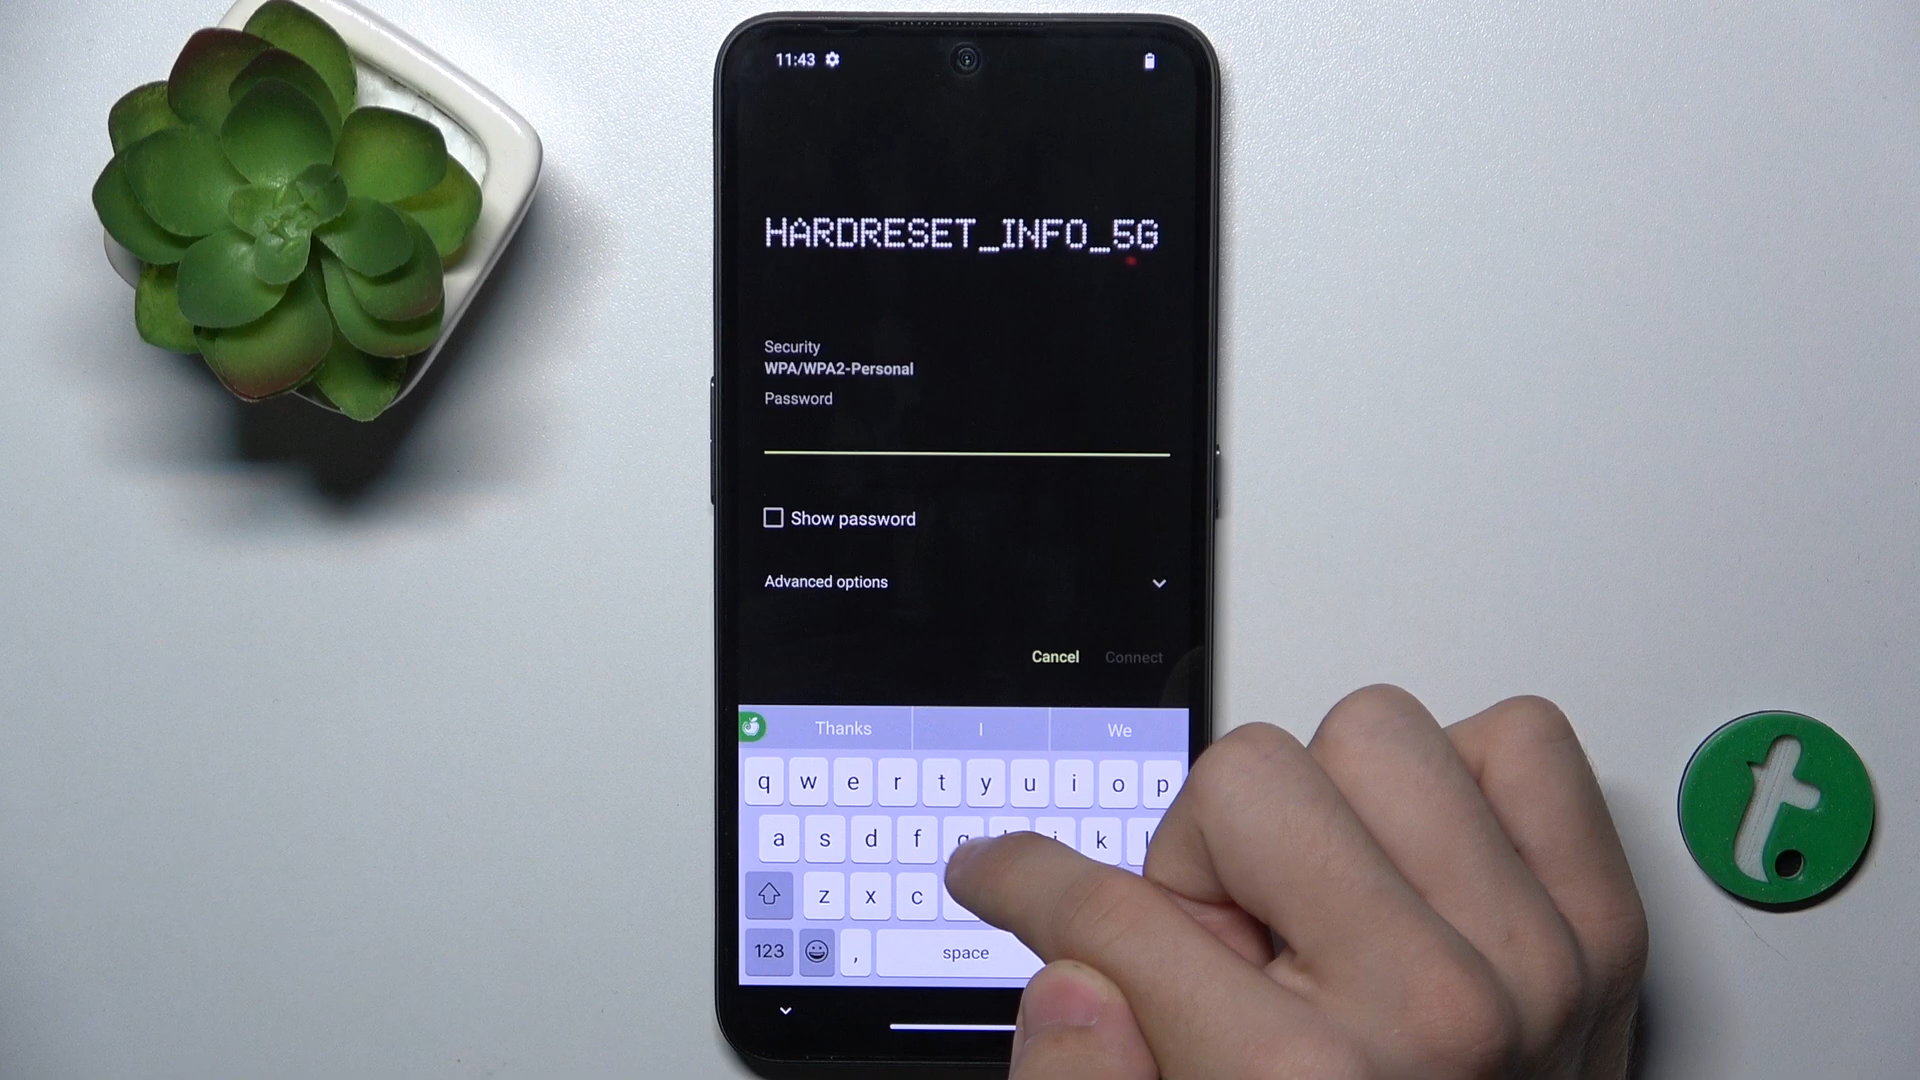 11:43
HARDRESET_INFO_5G
Security
WPA/WPA2-Personal
Password
Show password
Advanced options
Cancel Connect
Thanks I We
q w e r t y u i o p
a s d f g k
z x c
123 , space
t